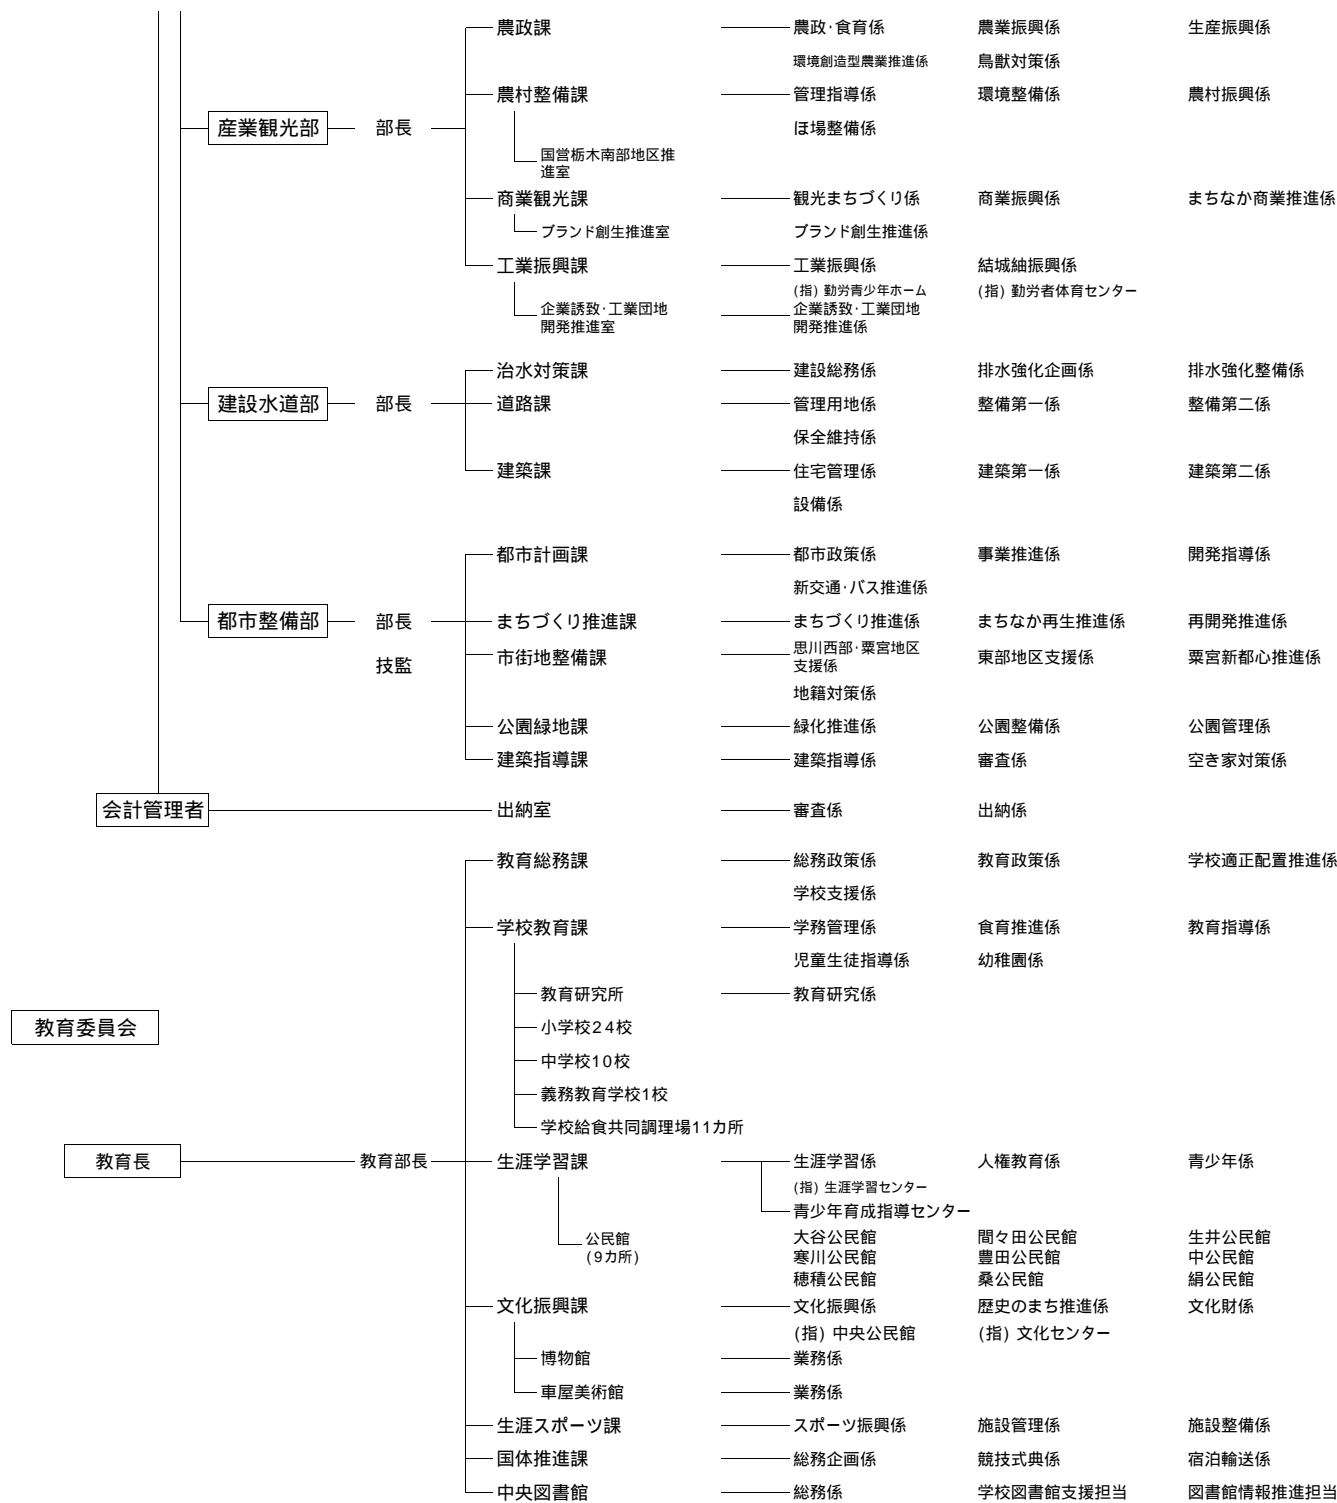 農政課 農政・食育係 農業振興係 生産振興係
環境創造型農業推進係 鳥獣対策係
農村整備課 管理指導係 環境整備係 農村振興係
産業観光部 部長 ほ場整備係
国営栃木南部地区推
進室
商業観光課 観光まちづくり係 商業振興係 まちなか商業推進係
ブランド創生推進室 ブランド創生推進係
工業振興課 工業振興係 結城紬振興係
(指) 勤労青少年ホーム (指) 勤労者体育センター
企業誘致・工業団地 企業誘致・工業団地
開発推進室 開発推進係
治水対策課 建設総務係 排水強化企画係 排水強化整備係
建設水道部 部長 道路課 管理用地係 整備第一係 整備第二係
保全維持係
建築課 住宅管理係 建築第一係 建築第二係
設備係
都市計画課 都市政策係 事業推進係 開発指導係
新交通・バス推進係
都市整備部 部長 まちづくり推進課 まちづくり推進係 まちなか再生推進係 再開発推進係
技監 市街地整備課 思川西部・粟宮地区
支援係 東部地区支援係 粟宮新都心推進係
地籍対策係
公園緑地課 緑化推進係 公園整備係 公園管理係
建築指導課 建築指導係 審査係 空き家対策係
会計管理者 出納室 審査係 出納係
教育総務課 総務政策係 教育政策係 学校適正配置推進係
学校支援係
学校教育課 学務管理係 食育推進係 教育指導係
児童生徒指導係 幼稚園係
教育研究所 教育研究係
教育委員会 小学校24校
中学校10校
義務教育学校1校
学校給食共同調理場11カ所
教育長 教育部長 生涯学習課 生涯学習係 人権教育係 青少年係
(指) 生涯学習センター
青少年育成指導センター
公民館 大谷公民館 間々田公民館 生井公民館
(9カ所) 寒川公民館 豊田公民館 中公民館
穂積公民館 桑公民館 絹公民館
文化振興課 文化振興係 歴史のまち推進係 文化財係
(指) 中央公民館 (指) 文化センター
博物館 業務係
車屋美術館 業務係
生涯スポーツ課 スポーツ振興係 施設管理係 施設整備係
国体推進課 総務企画係 競技式典係 宿泊輸送係
中央図書館 総務係 学校図書館支援担当 図書館情報推進担当